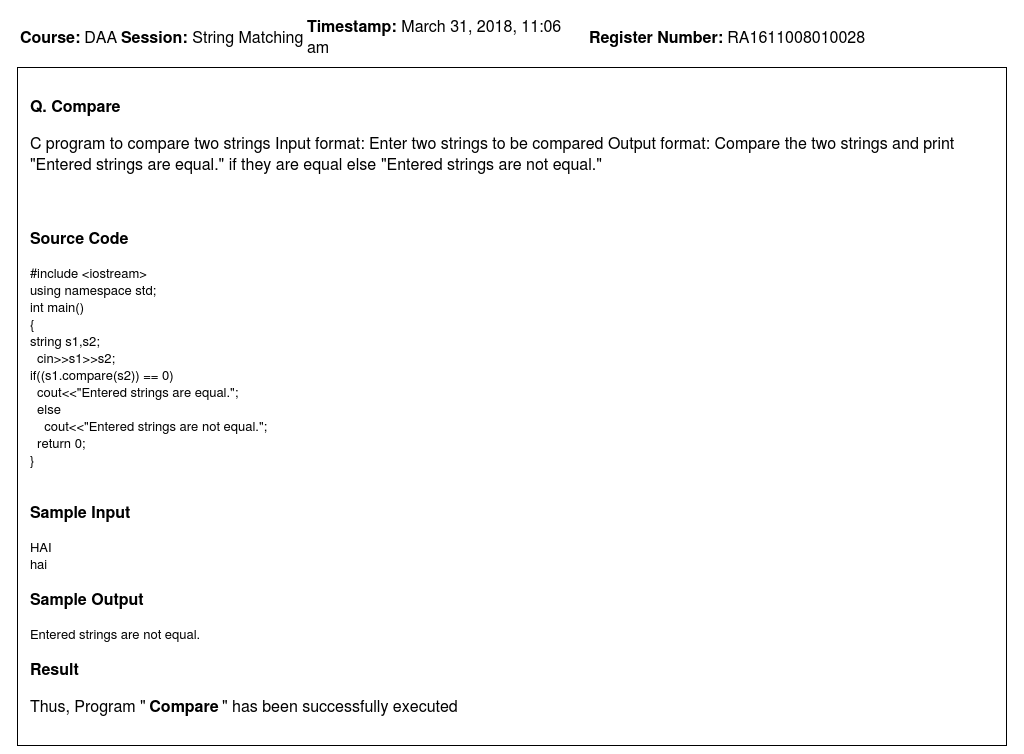 Course: DAA Session: String Matching Timestamp: March 31, 2018, 11:06 am Register Number: RA1611008010028
Q. Compare
C program to compare two strings Input format: Enter two strings to be compared Output format: Compare the two strings and print
"Entered strings are equal." if they are equal else "Entered strings are not equal."
Source Code
#include <iostream>
using namespace std;
int main()
{
string s1,s2;
  cin>>s1>>s2;
if((s1.compare(s2)) == 0)
  cout<<"Entered strings are equal.";
  else
    cout<<"Entered strings are not equal.";
  return 0;
}
Sample Input
HAI
hai
Sample Output
Entered strings are not equal.
Result
Thus, Program " Compare " has been successfully executed